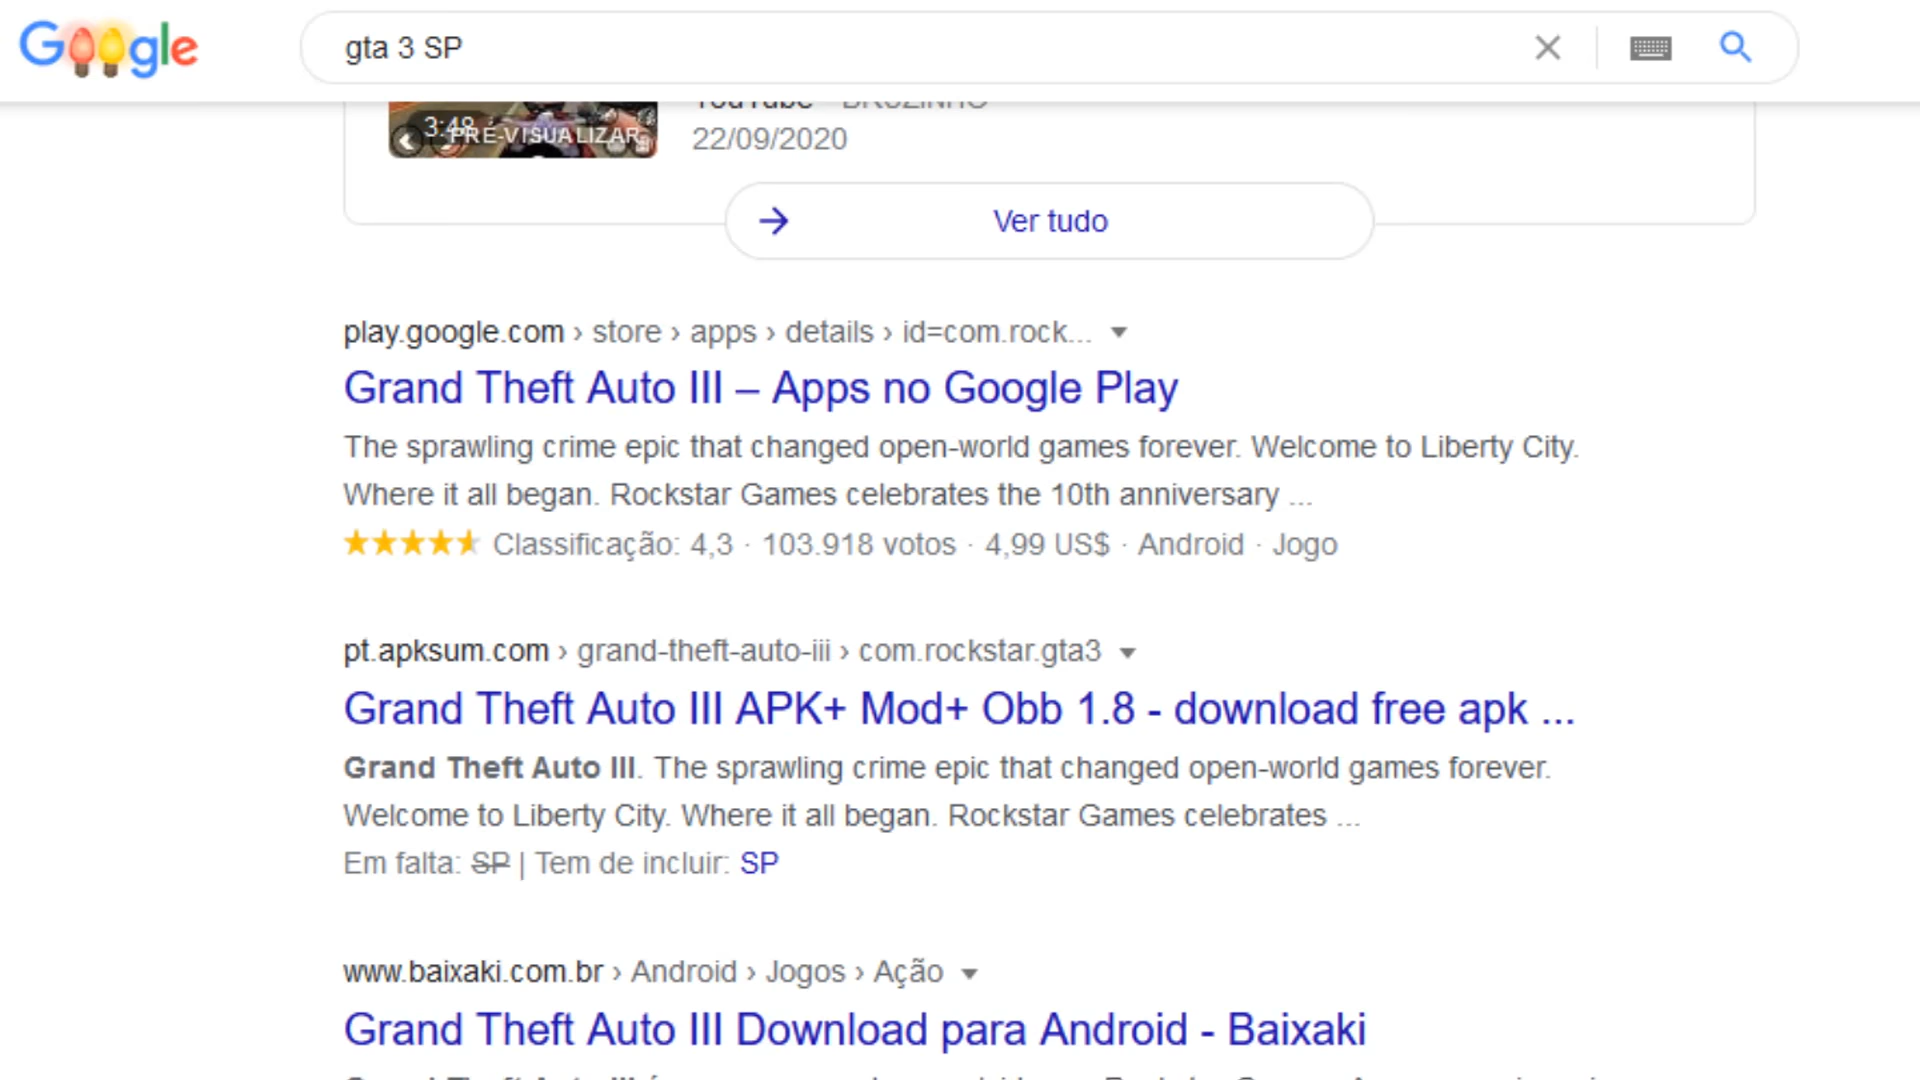 Google
gta 3 SP
YouTube
3:48
PRÉ-VISUALIZAR
22/09/2020
Ver tudo
play.google.com › store › apps › details › id=com.rock...
Grand Theft Auto III – Apps no Google Play
The sprawling crime epic that changed open-world games forever. Welcome to Liberty City.
Where it all began. Rockstar Games celebrates the 10th anniversary ...
Classificação: 4,3 · 103.918 votos · 4,99 US$ · Android · Jogo
pt.apksum.com › grand-theft-auto-iii › com.rockstar.gta3
Grand Theft Auto III APK+ Mod+ Obb 1.8 - download free apk ...
Grand Theft Auto III. The sprawling crime epic that changed open-world games forever.
Welcome to Liberty City. Where it all began. Rockstar Games celebrates ...
Em falta: SP | Tem de incluir: SP
www.baixaki.com.br › Android › Jogos › Ação
Grand Theft Auto III Download para Android - Baixaki